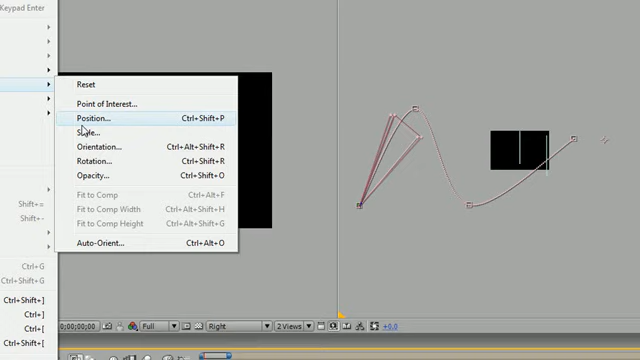 Keypad Enter
Reset
Point of Interest...
Position... Ctrl+Shift+P
Orientation... Ctrl+Alt+Shift+R
Rotation... Ctrl+Shift+R
Opacity... Ctrl+Shift+O
Fit to Comp Ctrl+Alt+F
Shift+= Fit to Comp Width Ctrl+Alt+Shift+H
Shift+- Fit to Comp Height Ctrl+Alt+Shift+G
Auto-Orient... Ctrl+Alt+O
Ctrl+G
Ctrl+Shift+G
Ctrl+Shift+]
Ctrl+]
Ctrl+[
0;00;00;00 Full Right 2 Views +0.0
Ctrl+Shift+[